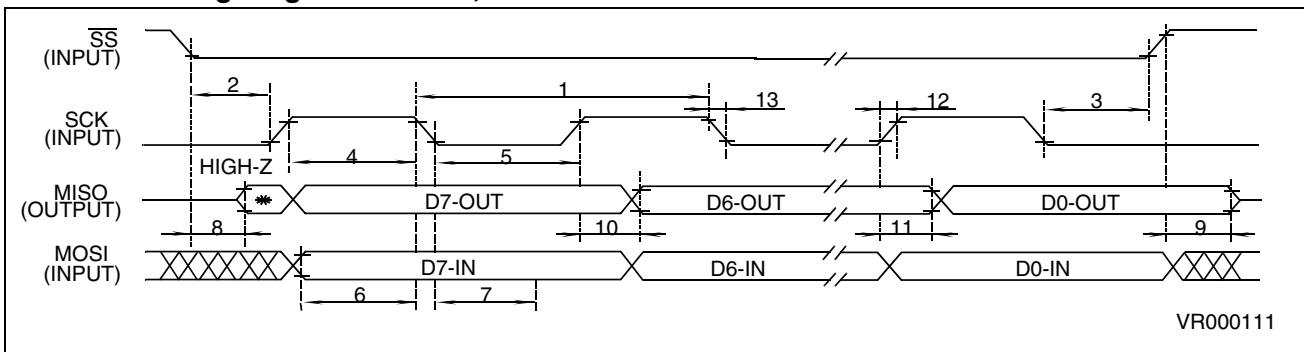 SS
(INPUT)
2
1
13
12
3
SCK
(INPUT)
4
5
HIGH-Z
MISO
(OUTPUT)
D7-OUT
D6-OUT
D0-OUT
8
10
11
9
MOSI
(INPUT)
D7-IN
D6-IN
D0-IN
6
7
VR000111